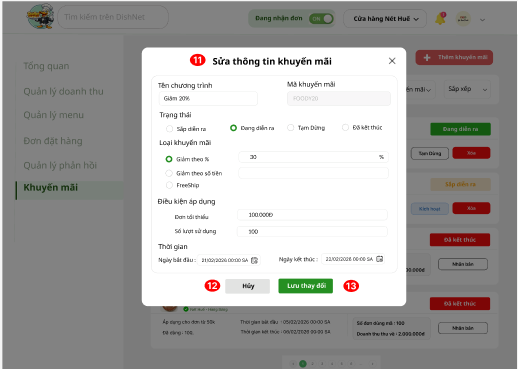 Tìm kiếm trên DinhNet
Đang nhận đơn
ON
Cửa hàng Nét Huế
Tổng quan
Quản lý doanh thu
Quản lý menu
Đơn đặt hàng
Quản lý phản hồi
Khuyến mãi
+ Thêm khuyến mãi
Sắp xếp
Đang diễn ra
Tạm Dừng
Xóa
Sắp diễn ra
Kích hoạt
Xóa
Đã kết thúc
Nhân bản
Đã kết thúc
Áp dụng cho đơn từ 50k
Đã dùng : 100.
Thời gian bắt đầu : 05/02/2026 00:00 SA
Thời gian kết thúc : 06/02/2026 00:00 SA
Số đơn dùng mã : 100
Doanh thu thu về : 2.000.000đ
Nhân bản
11
Sửa thông tin khuyến mãi
Tên chương trình
Mã khuyến mãi
Giảm 20%
FOODY20
Trạng thái
Sắp diễn ra
Đang diễn ra
Tạm Dừng
Đã kết thúc
Loại khuyến mãi
Giảm theo %
30
%
Giảm theo số tiền
FreeShip
Điều kiện áp dụng
Đơn tối thiểu
100.000Đ
Số lượt sử dụng
100
Thời gian
Ngày bắt đầu :
21/02/2026 00:00 SA
Ngày kết thúc :
23/02/2026 00:00 SA
12
Hủy
Lưu thay đổi
13